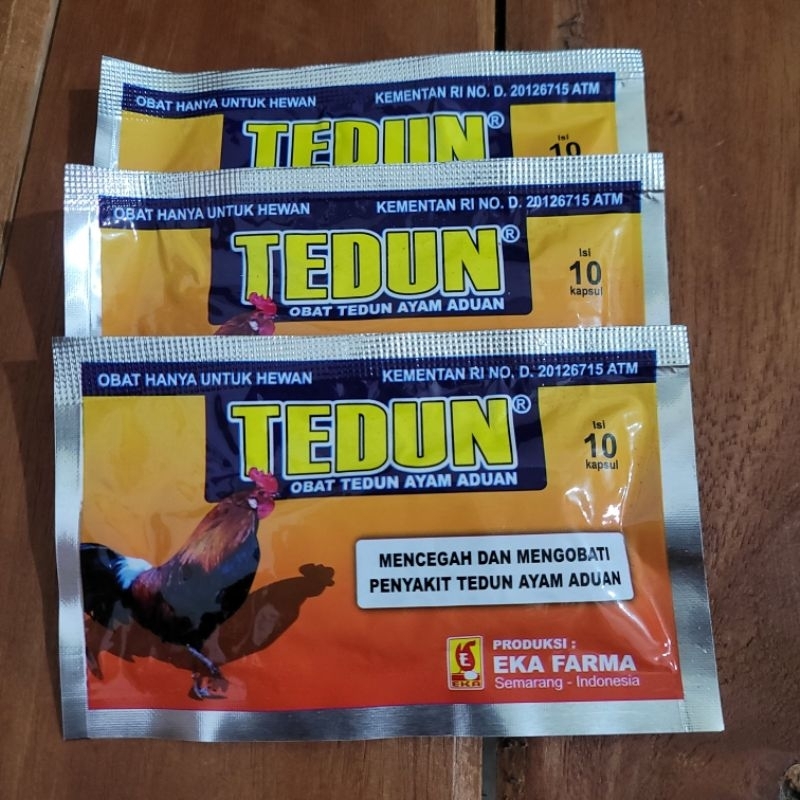 OBAT HANYA UNTUK HEWAN
KEMENTAN RI NO. D. 20126715 ATM
TEDUN®
Isi
10
OBAT HANYA UNTUK HEWAN
KEMENTAN RI NO. D. 20126715 ATM
TEDUN®
OBAT TEDUN AYAM ADUAN
Isi
10
kapsul
OBAT HANYA UNTUK HEWAN
KEMENTAN RI NO. D. 20126715 ATM
TEDUN®
OBAT TEDUN AYAM ADUAN
Isi
10
kapsul
MENCEGAH DAN MENGOBATI
PENYAKIT TEDUN AYAM ADUAN
E
EKA
PRODUKSI :
EKA FARMA
Semarang - Indonesia